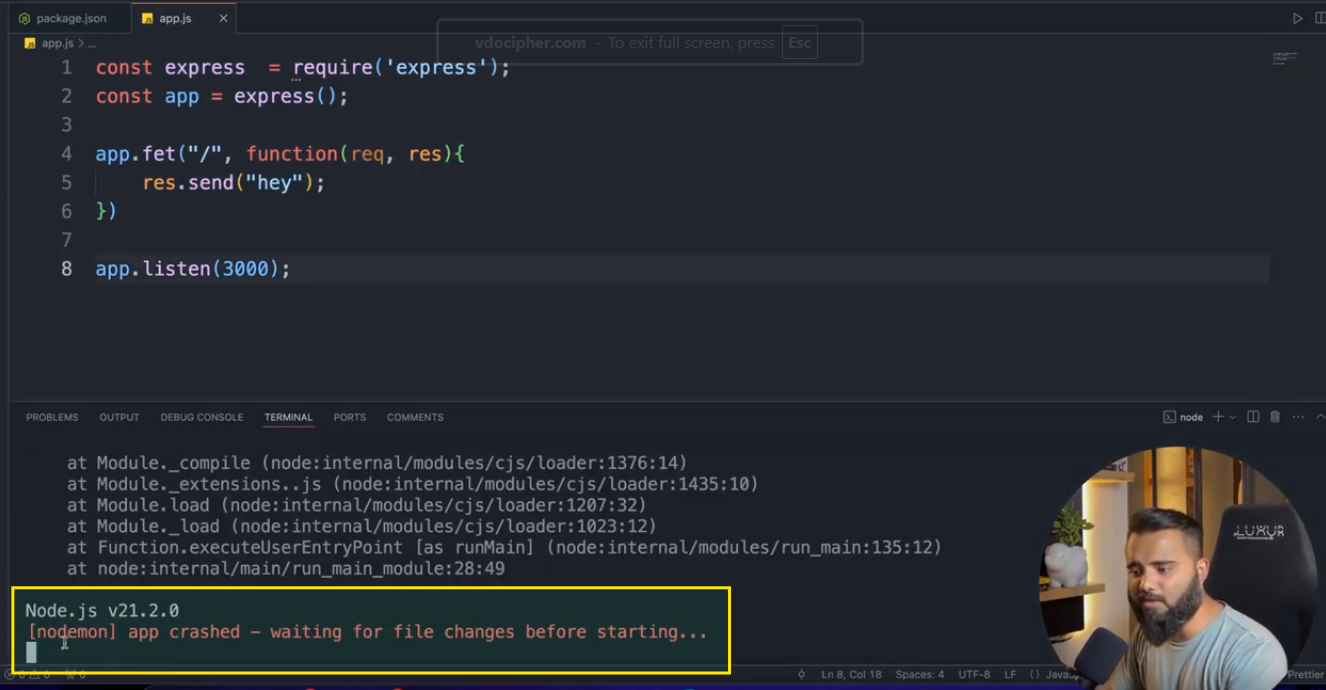 package.json
app.js
app.js > ...
vdocipher.com - To exit full screen, press Esc
1 const express  = require('express');
2 const app = express();
3
4 app.fet("/", function(req, res){
5     res.send("hey");
6 })
7
8 app.listen(3000);
PROBLEMS OUTPUT DEBUG CONSOLE TERMINAL PORTS COMMENTS
node
at Module._compile (node:internal/modules/cjs/loader:1376:14)
at Module._extensions..js (node:internal/modules/cjs/loader:1435:10)
at Module.load (node:internal/modules/cjs/loader:1207:32)
at Module._load (node:internal/modules/cjs/loader:1023:12)
at Function.executeUserEntryPoint [as runMain] (node:internal/modules/run_main:135:12)
at node:internal/main/run_main_module:28:49
LUXUR
Node.js v21.2.0
[nodemon] app crashed - waiting for file changes before starting...
0 0 0 Ln 8, Col 18 Spaces: 4 UTF-8 LF {} Prettier